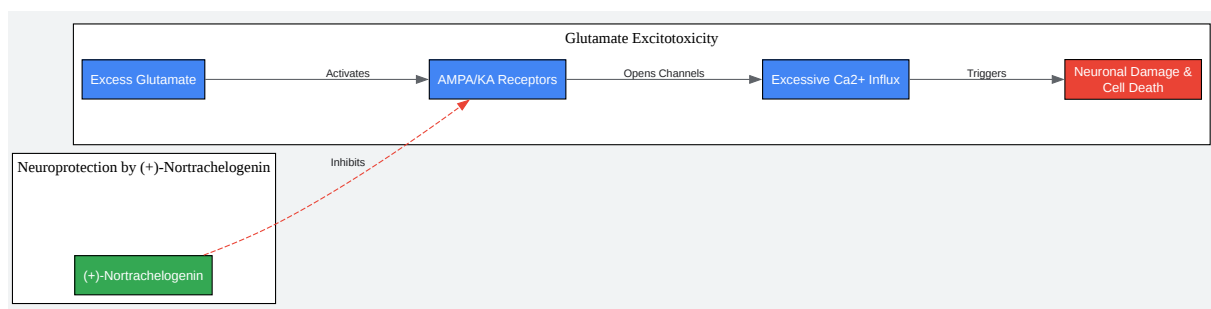 Glutamate Excitotoxicity
Excess Glutamate
Activates
AMPA/KA Receptors
Opens Channels
Excessive Ca2+ Influx
Triggers
Neuronal Damage &
Cell Death
Inhibits
Neuroprotection by (+)-Nortrachelogenin
(+)-Nortrachelogenin